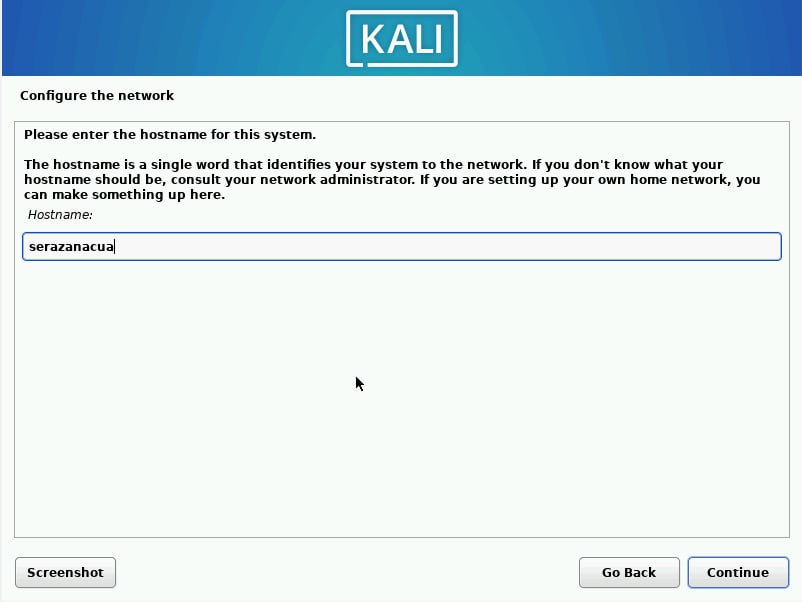 KALI
Configure the network
Please enter the hostname for this system.
The hostname is a single word that identifies your system to the network. If you don't know what your
hostname should be, consult your network administrator. If you are setting up your own home network, you
can make something up here.
Hostname:
serazanacua
Screenshot
Go Back
Continue